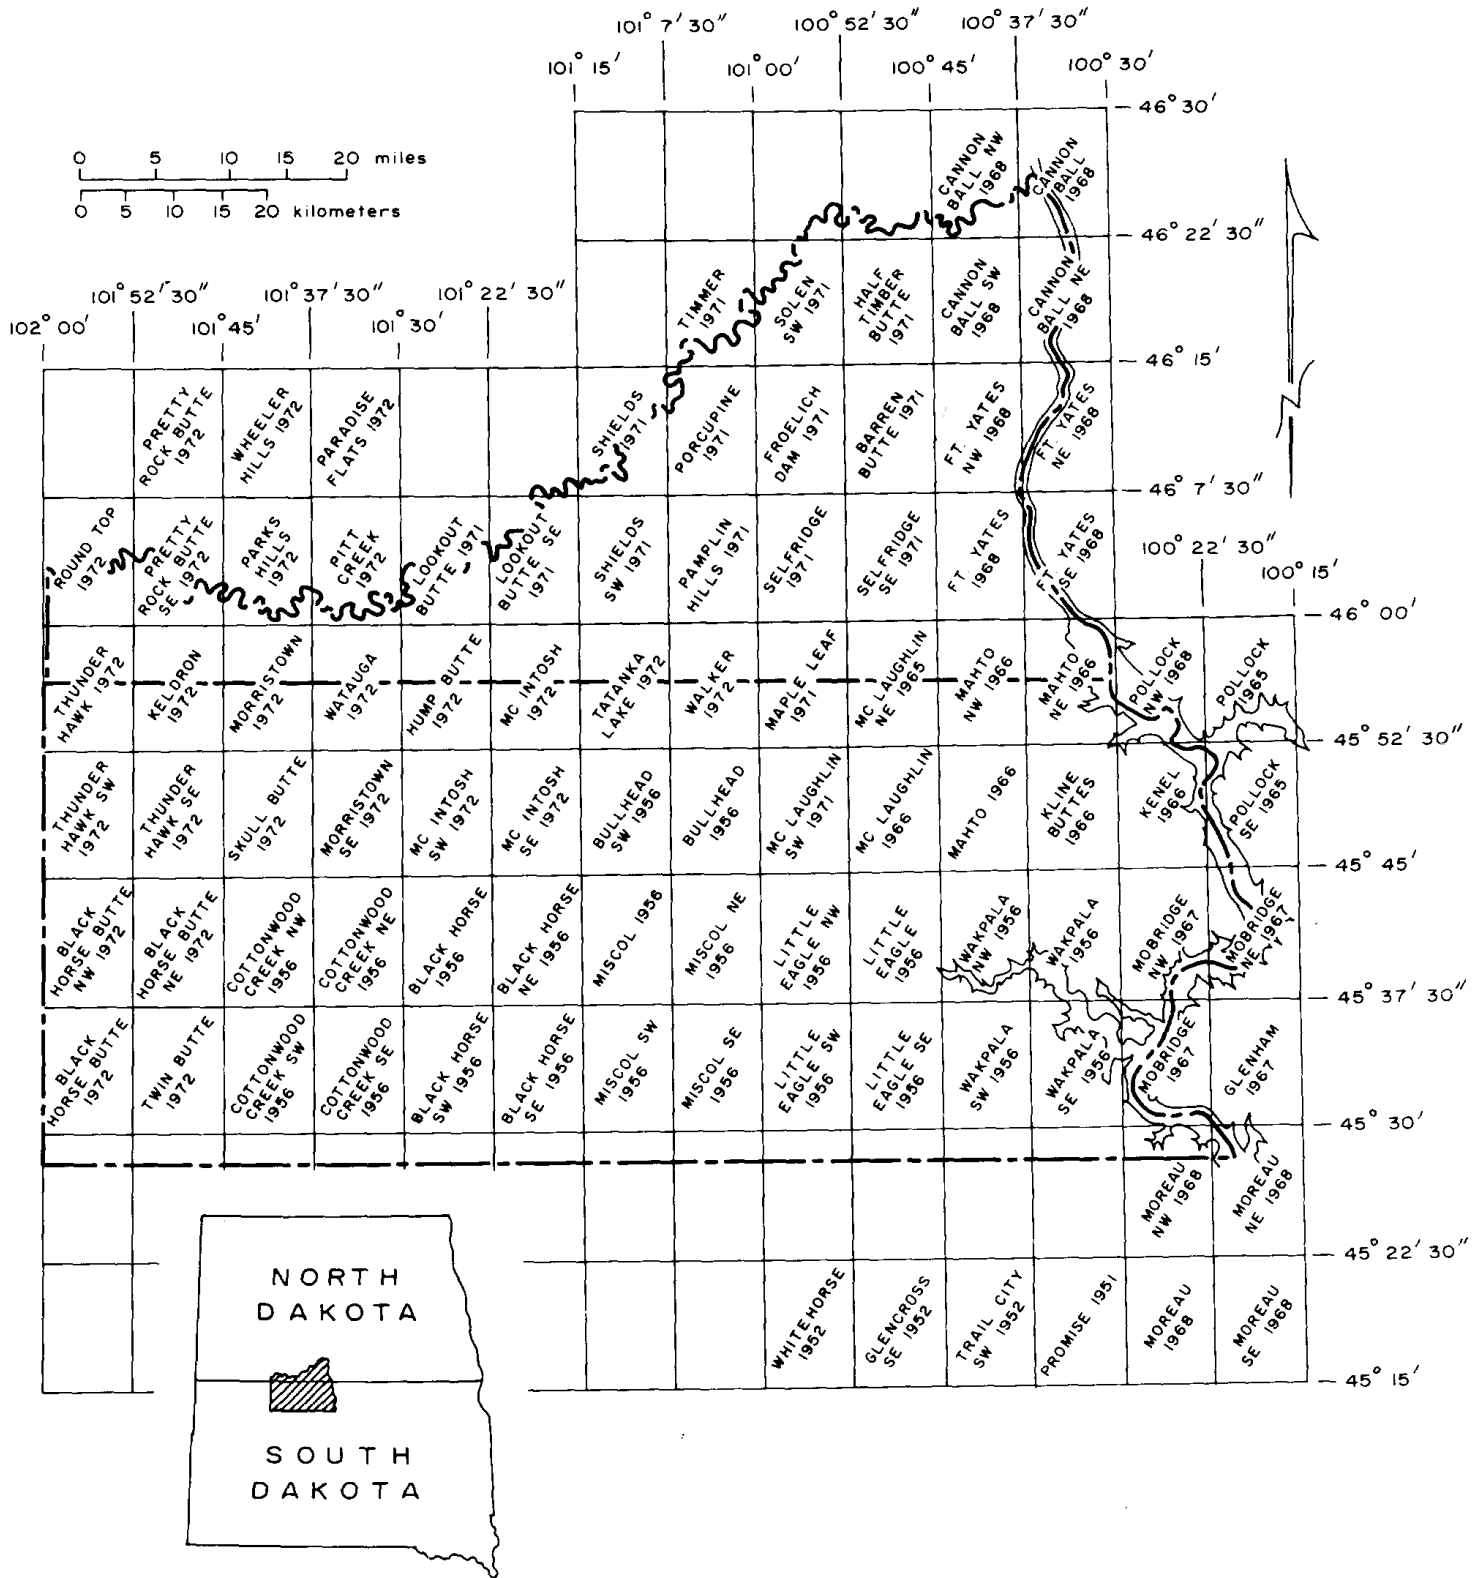 101° 7' 30"
100° 52' 30"
100° 37' 30"
101° 15'
101° 00'
100° 45'
100° 30'
46° 30'
0 5 10 15 20 miles
0 5 10 15 20 kilometers
CANNON
BALL NW
1968
CANNON
BALL
1968
46° 22' 30"
101° 52' 30"
101° 37' 30"
101° 22' 30"
102° 00'
101° 45'
101° 30'
TIMMER
1971
SOLEN
SW 1971
HALF
TIMBER
BUTTE
1971
CANNON
BALL SW
1968
CANNON
BALL NE
1968
46° 15'
PRETTY
ROCK BUTTE
1972
WHEELER
HILLS 1972
PARADISE
FLATS 1972
SHIELDS
1971
PORCUPINE
1971
FROELICH
DAM 1971
BARREN
BUTTE 1971
FT. YATES
NW 1968
FT. YATES
NE 1968
46° 7' 30"
ROUND TOP
1972
PRETTY
ROCK BUTTE
SE 1972
PARKS
HILLS
1972
PITT
CREEK
1972
LOOKOUT
BUTTE 1971
LOOKOUT
BUTTE SE
1971
SHIELDS
SW 1971
PAMPLIN
HILLS 1971
SELFRIDGE
1971
SELFRIDGE
SE 1971
FT. YATES
1968
FT. YATES
SE 1968
100° 22' 30"
100° 15'
46° 00'
THUNDER
HAWK 1972
KELDRON
1972
MORRISTOWN
1972
WATAUGA
1972
HUMP BUTTE
1972
MC INTOSH
1972
TATANKA
LAKE 1972
WALKER
1972
MAPLE LEAF
1971
MC LAUGHLIN
NE 1965
MAHTO
NW 1966
MAHTO
NE 1966
POLLOCK
NW 1968
POLLOCK
1965
45° 52' 30"
THUNDER
HAWK SW
1972
THUNDER
HAWK SE
1972
SKULL BUTTE
1972
MORRISTOWN
SE 1972
MC INTOSH
SW 1972
MC INTOSH
SE 1972
BULLHEAD
SW 1956
BULLHEAD
1956
MC LAUGHLIN
SW 1971
MC LAUGHLIN
1966
MAHTO 1966
KLINE
BUTTES
1966
KENEL
1966
POLLOCK
SE 1965
45° 45'
BLACK
HORSE BUTTE
NW 1972
BLACK
HORSE BUTTE
NE 1972
COTTONWOOD
CREEK NW
1956
COTTONWOOD
CREEK NE
1956
BLACK HORSE
1956
BLACK HORSE
NE 1956
MISCOL 1956
MISCOL NE
1956
LITTLE
EAGLE NW
1956
LITTLE
EAGLE
1956
WAKPALA
NW 1956
WAKPALA
1956
MOBRIDGE
NW 1967
MOBRIDGE
NE 1967
45° 37' 30"
BLACK
HORSE BUTTE
1972
TWIN BUTTE
1972
COTTONWOOD
CREEK SW
1956
COTTONWOOD
CREEK SE
1956
BLACK HORSE
SW 1956
BLACK HORSE
SE 1956
MISCOL SW
1956
MISCOL SE
1956
LITTLE
EAGLE SW
1956
LITTLE
EAGLE SE
1956
WAKPALA
SW 1956
WAKPALA
SE 1956
MOBRIDGE
1967
GLENHAM
1967
45° 30'
MOREAU
NW 1968
MOREAU
NE 1968
45° 22' 30"
WHITEHORSE
1952
GLENCROSS
SE 1952
TRAIL CITY
SW 1952
PROMISE 1951
MOREAU
1968
MOREAU
SE 1968
45° 15'
NORTH
DAKOTA
SOUTH
DAKOTA